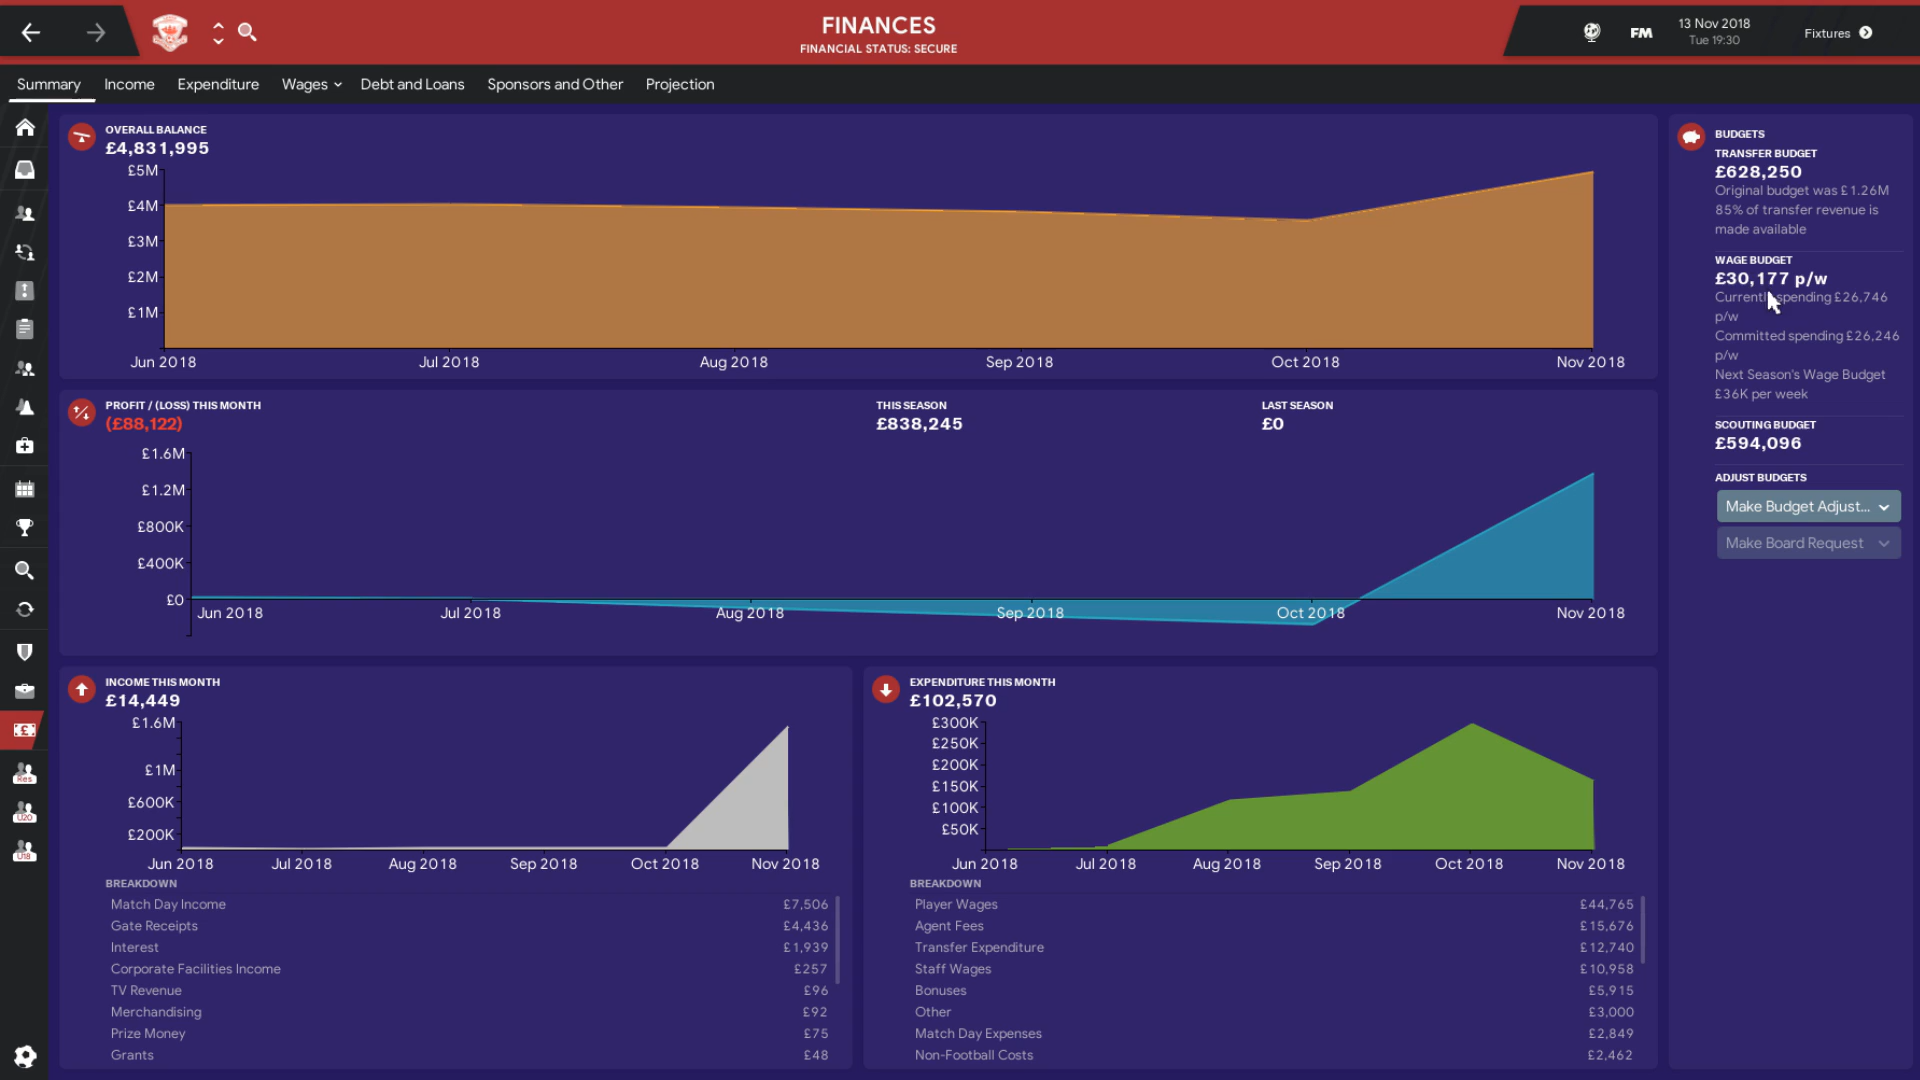 FINANCES
FINANCIAL STATUS: SECURE
FM
13 Nov 2018
Tue 19:30
Fixtures
Summary Income Expenditure Wages Debt and Loans Sponsors and Other Projection
OVERALL BALANCE
£4,831,995
£5M
£4M
£3M
£2M
£1M
Jun 2018 Jul 2018 Aug 2018 Sep 2018 Oct 2018 Nov 2018
PROFIT / (LOSS) THIS MONTH
(£88,122)
THIS SEASON
£838,245
LAST SEASON
£0
£1.6M
£1.2M
£800K
£400K
£0
Jun 2018 Jul 2018 Aug 2018 Sep 2018 Oct 2018 Nov 2018
INCOME THIS MONTH
£14,449
£1.6M
£1M
£600K
£200K
Jun 2018 Jul 2018 Aug 2018 Sep 2018 Oct 2018 Nov 2018
BREAKDOWN
Match Day Income £7,506
Gate Receipts £4,436
Interest £1,939
Corporate Facilities Income £257
TV Revenue £96
Merchandising £92
Prize Money £75
Grants £48
EXPENDITURE THIS MONTH
£102,570
£300K
£250K
£200K
£150K
£100K
£50K
Jun 2018 Jul 2018 Aug 2018 Sep 2018 Oct 2018 Nov 2018
BREAKDOWN
Player Wages £44,765
Agent Fees £15,676
Transfer Expenditure £12,740
Staff Wages £10,958
Bonuses £5,915
Other £3,000
Match Day Expenses £2,849
Non-Football Costs £2,462
BUDGETS
TRANSFER BUDGET
£628,250
Original budget was £1.26M
85% of transfer revenue is
made available
WAGE BUDGET
£30,177 p/w
Currently spending £26,746
p/w
Committed spending £26,246
p/w
Next Season's Wage Budget
£36K per week
SCOUTING BUDGET
£594,096
ADJUST BUDGETS
Make Budget Adjust...
Make Board Request
Res
U20
U18